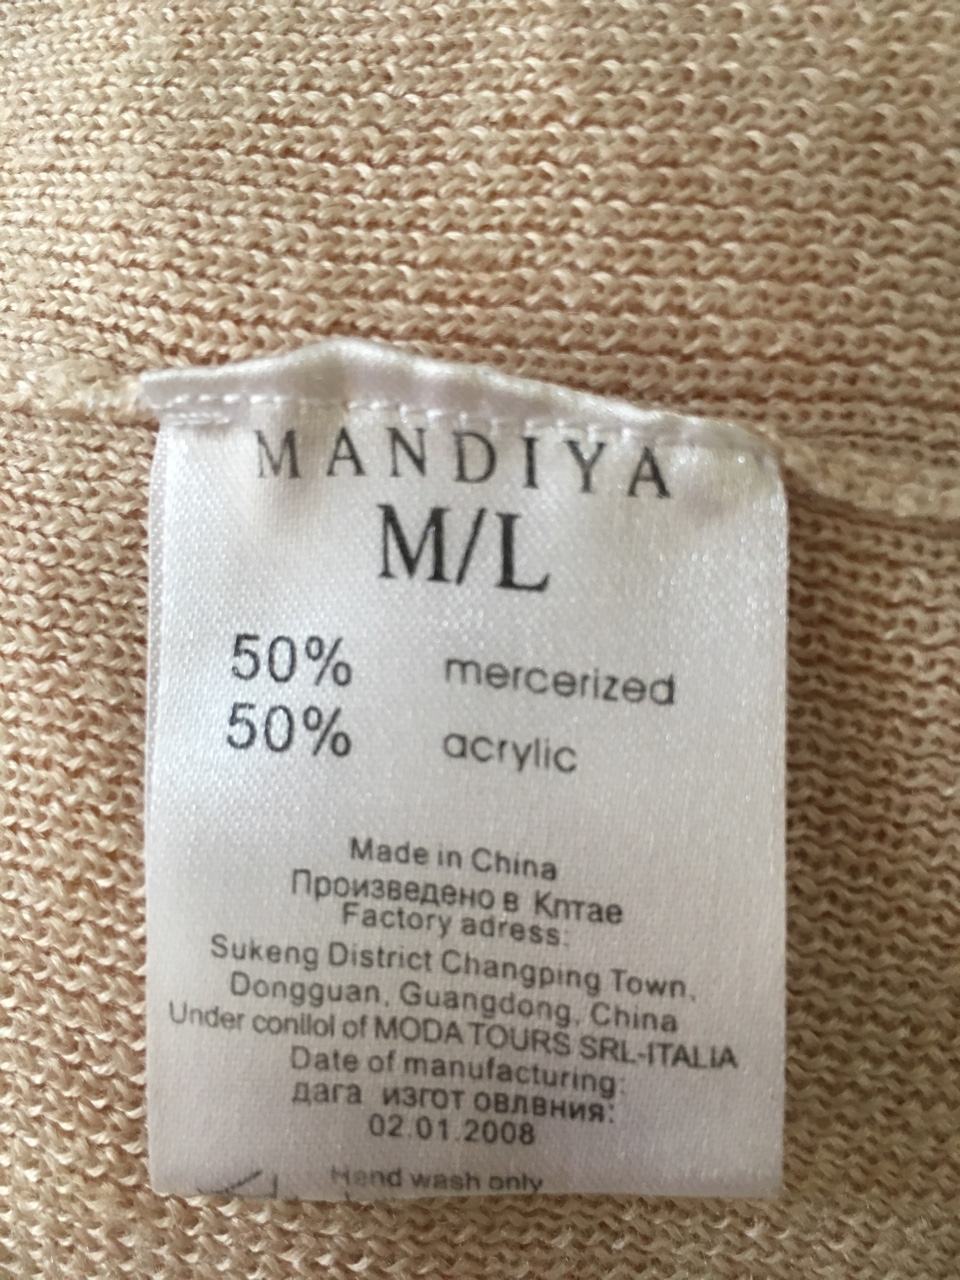 MANDIYA
M/L
50% mercerized
50% acrylic
Made in China
Произведено в Кптае
Factory adress:
Sukeng District Changping Town,
Dongguan, Guangdong, China
Under conllol of MODA TOURS SRL-ITALIA
Date of manufacturing:
дага изгот овлвния:
02.01.2008
Hand wash only